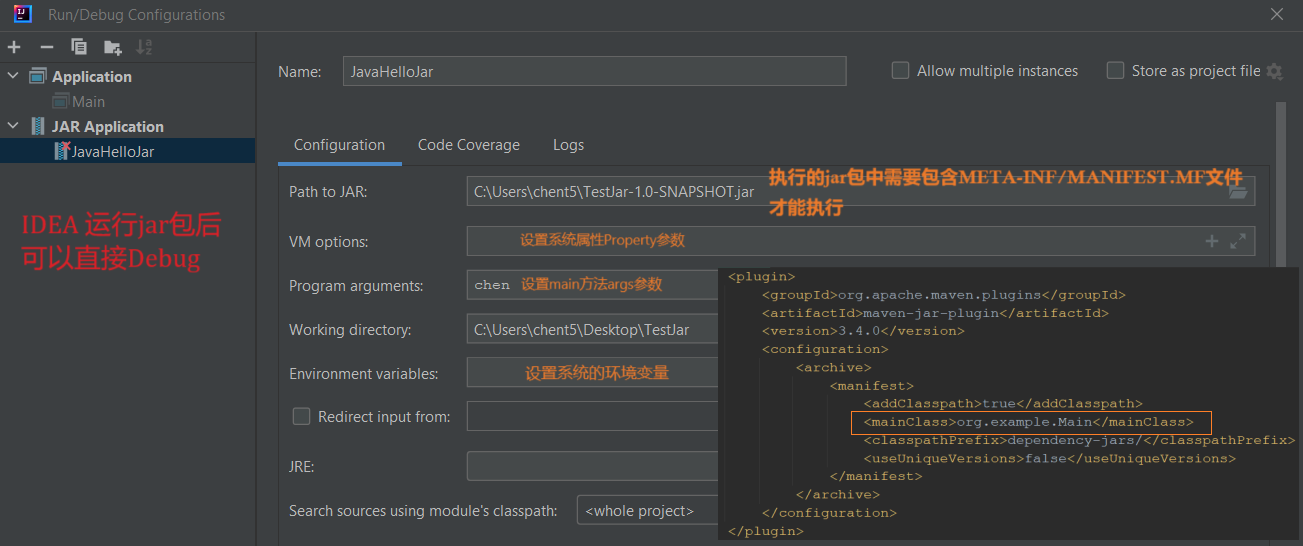 Run/Debug Configurations
Application
Main
JAR Application
JavaHelloJar
IDEA 运行jar包后
可以直接Debug
Name: JavaHelloJar Allow multiple instances Store as project file
Configuration Code Coverage Logs
Path to JAR: C:\Users\chent5\TestJar-1.0-SNAPSHOT.jar
执行的jar包中需要包含META-INF/MANIFEST.MF文件
才能执行
VM options: 设置系统属性Property参数
Program arguments: chen 设置main方法args参数
Working directory: C:\Users\chent5\Desktop\TestJar
Environment variables: 设置系统的环境变量
Redirect input from:
JRE:
Search sources using module's classpath: <whole project>
<plugin>
<groupId>org.apache.maven.plugins</groupId>
<artifactId>maven-jar-plugin</artifactId>
<version>3.4.0</version>
<configuration>
<archive>
<manifest>
<addClasspath>true</addClasspath>
<mainClass>org.example.Main</mainClass>
<classpathPrefix>dependency-jars/</classpathPrefix>
<useUniqueVersions>false</useUniqueVersions>
</manifest>
</archive>
</configuration>
</plugin>